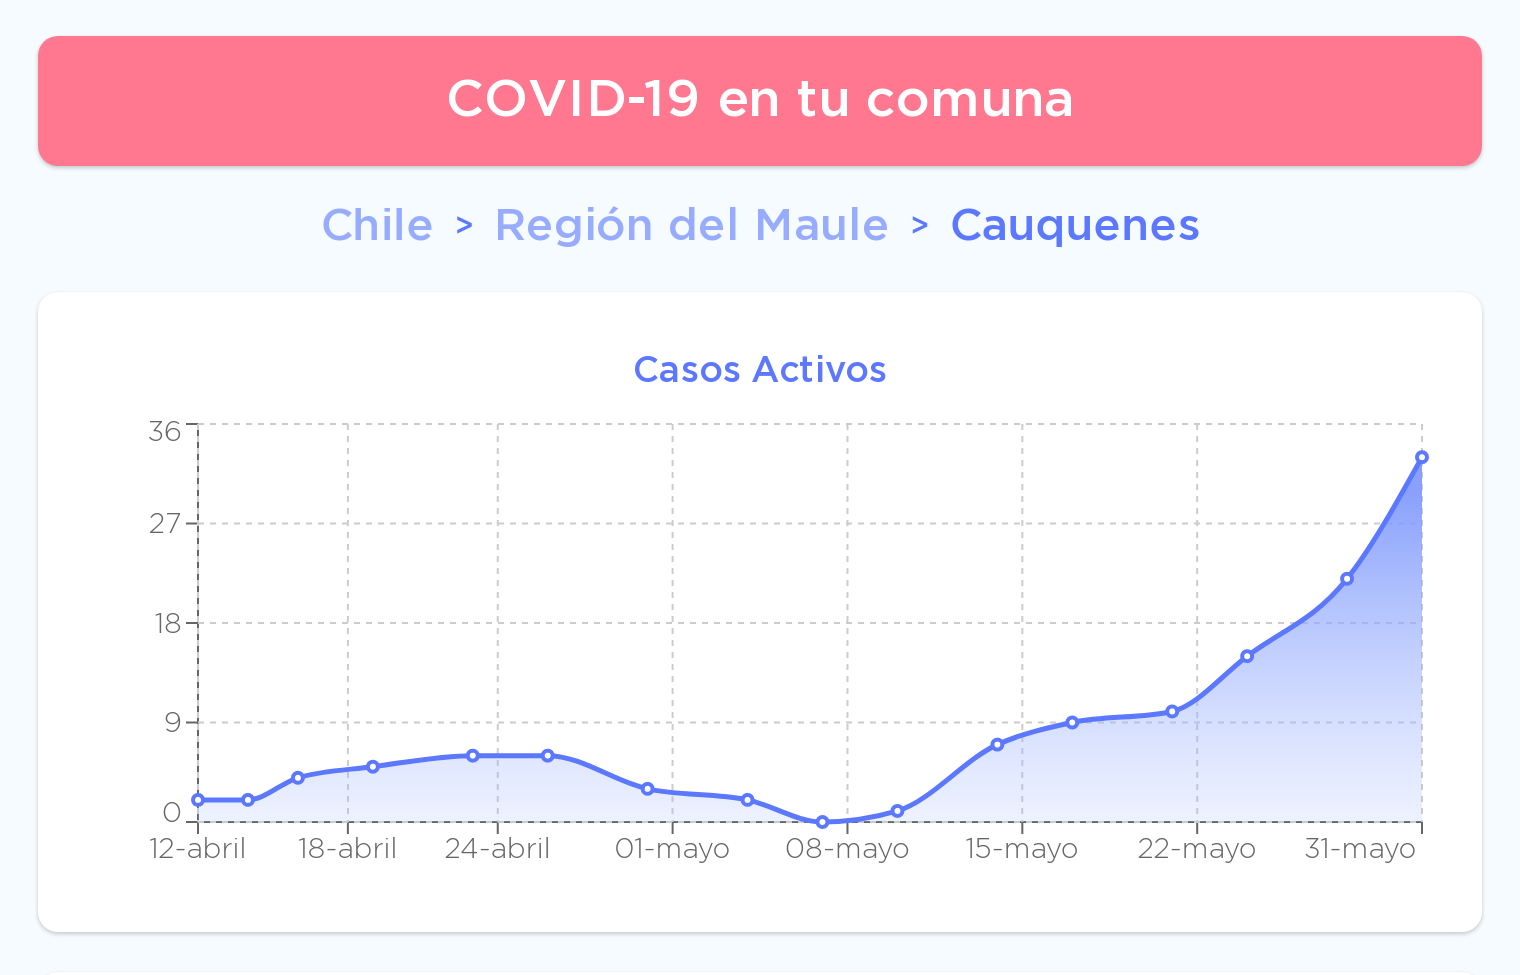 COVID-19 en tu comuna
Chile > Región del Maule > Cauquenes
Casos Activos
36
27
18
9
0
12-abril 18-abril 24-abril 01-mayo 08-mayo 15-mayo 22-mayo 31-mayo